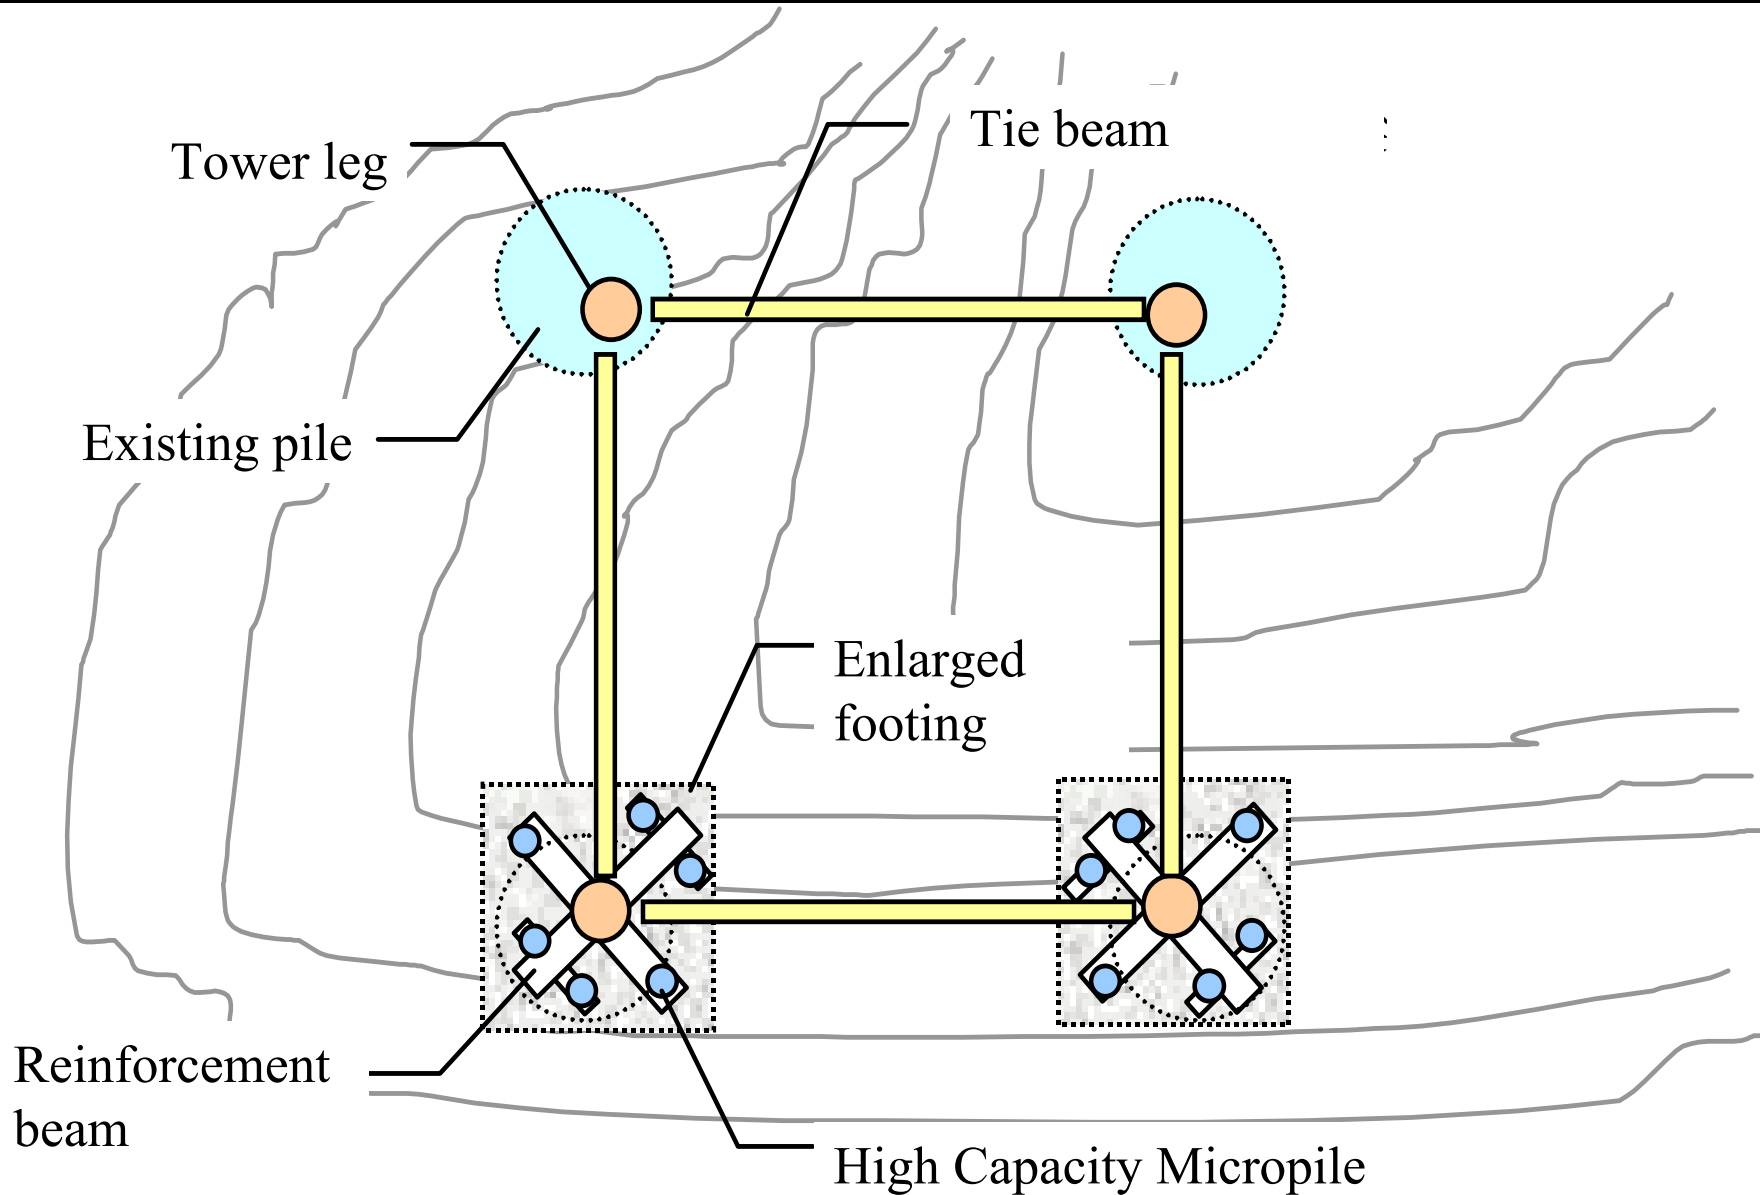 Tie beam
Tower leg
Existing pile
Enlarged
footing
Reinforcement
beam
High Capacity Micropile